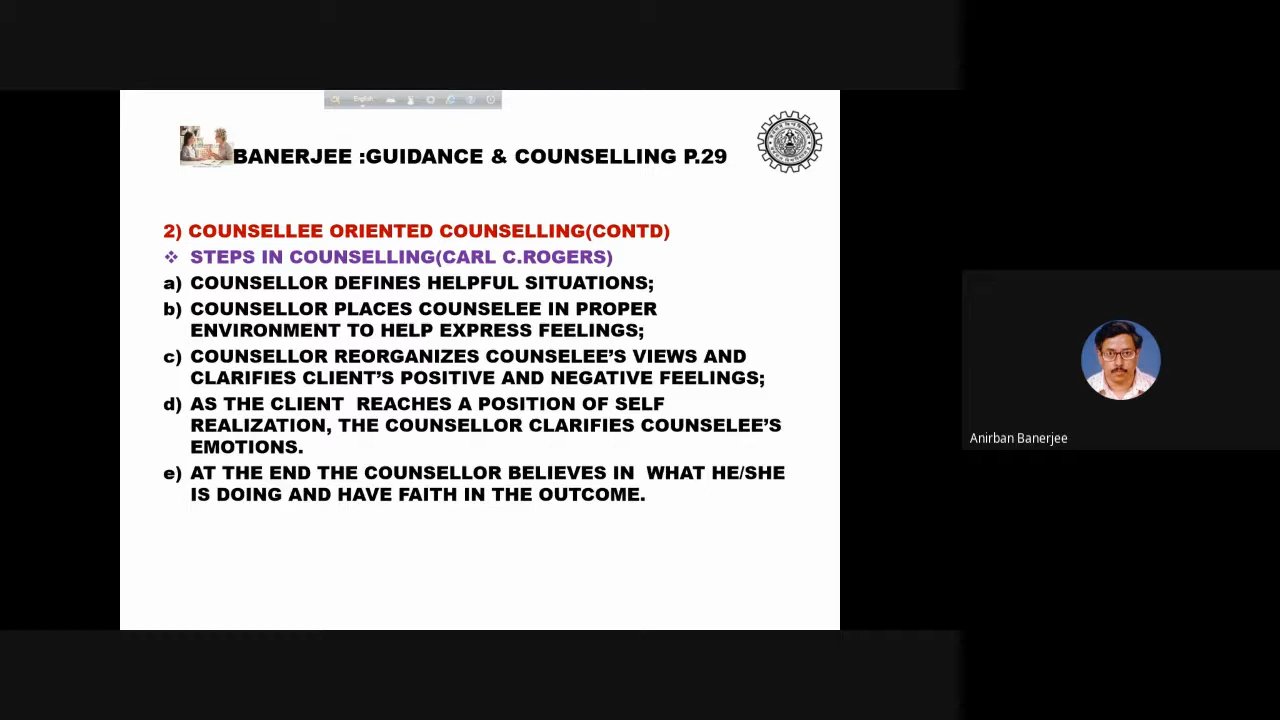 English
BANERJEE :GUIDANCE & COUNSELLING P.29
2) COUNSELLEE ORIENTED COUNSELLING(CONTD)
❖ STEPS IN COUNSELLING(CARL C.ROGERS)
a) COUNSELLOR DEFINES HELPFUL SITUATIONS;
b) COUNSELLOR PLACES COUNSELEE IN PROPER
ENVIRONMENT TO HELP EXPRESS FEELINGS;
c) COUNSELLOR REORGANIZES COUNSELEE’S VIEWS AND
CLARIFIES CLIENT’S POSITIVE AND NEGATIVE FEELINGS;
d) AS THE CLIENT  REACHES A POSITION OF SELF
REALIZATION, THE COUNSELLOR CLARIFIES COUNSELEE’S
EMOTIONS.
e) AT THE END THE COUNSELLOR BELIEVES IN  WHAT HE/SHE
IS DOING AND HAVE FAITH IN THE OUTCOME.
Anirban Banerjee